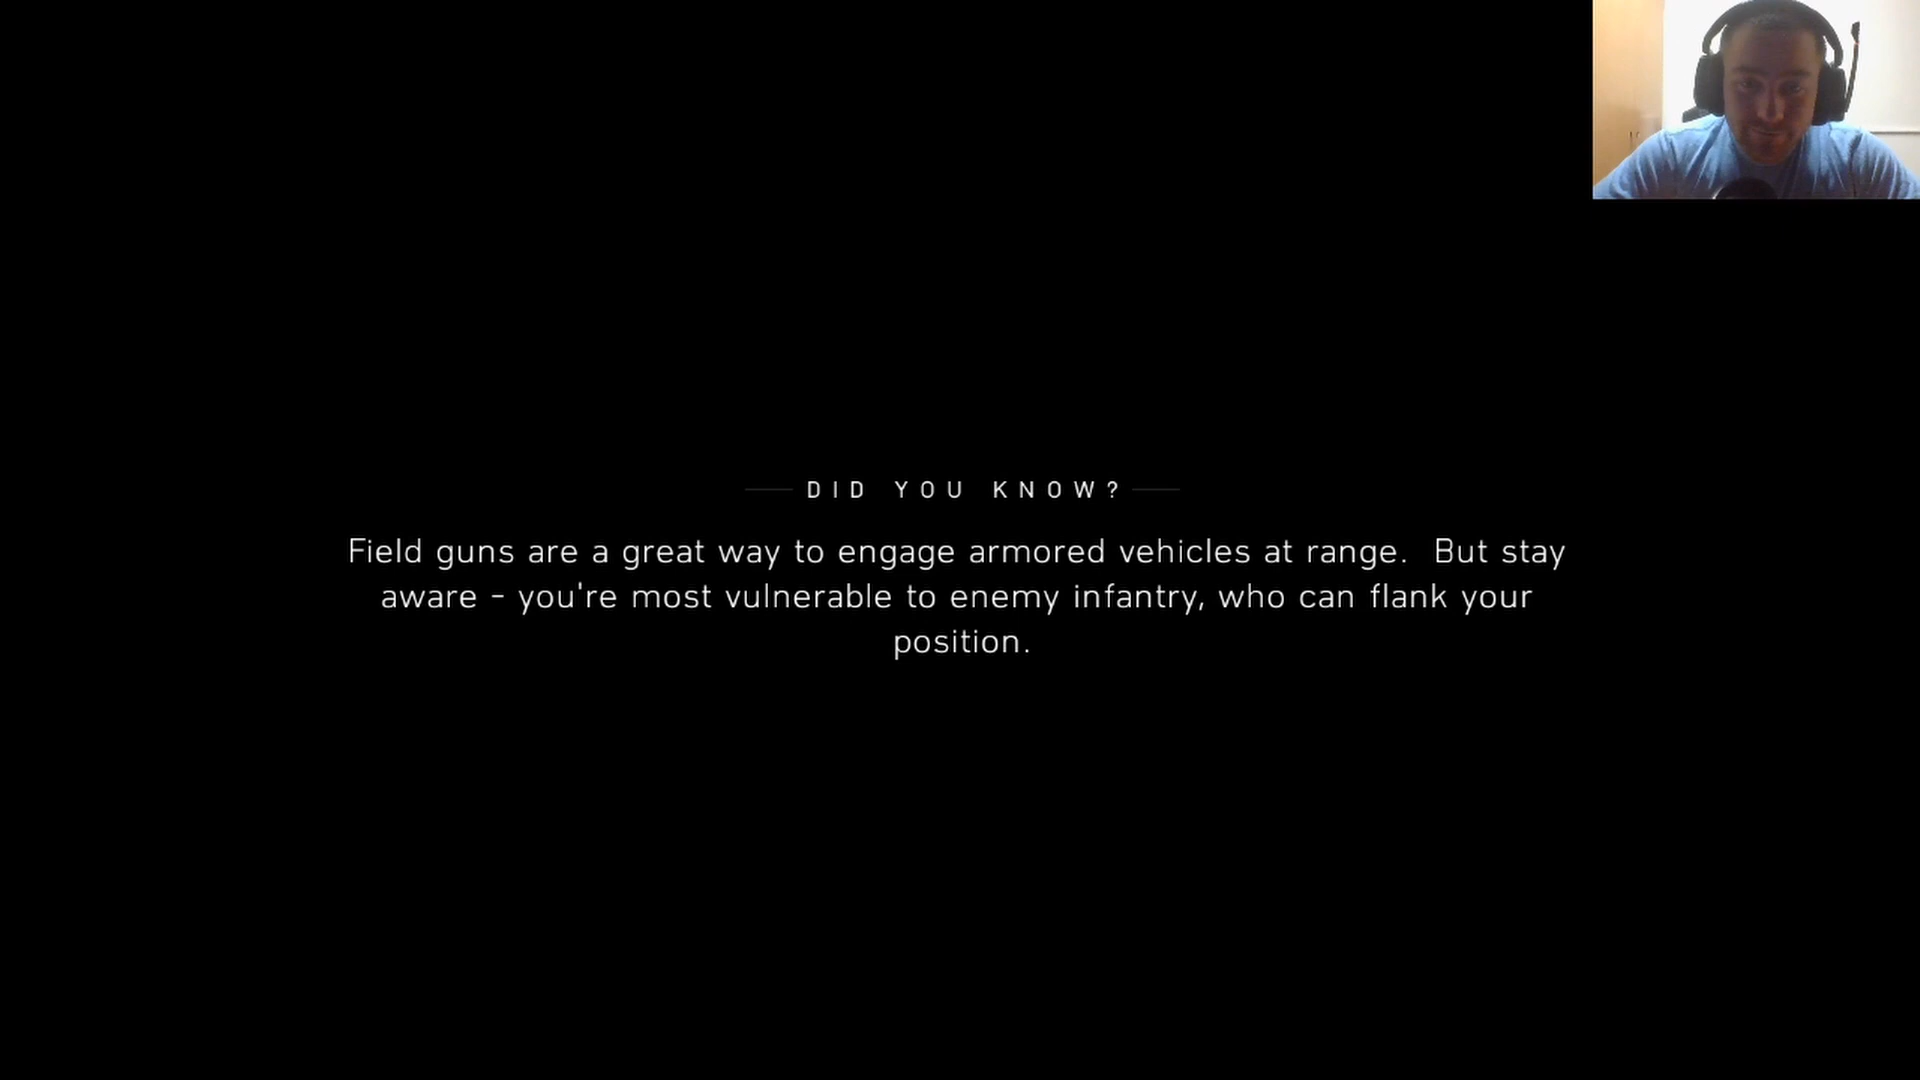 DID YOU KNOW?
Field guns are a great way to engage armored vehicles at range.  But stay
aware - you're most vulnerable to enemy infantry, who can flank your
position.